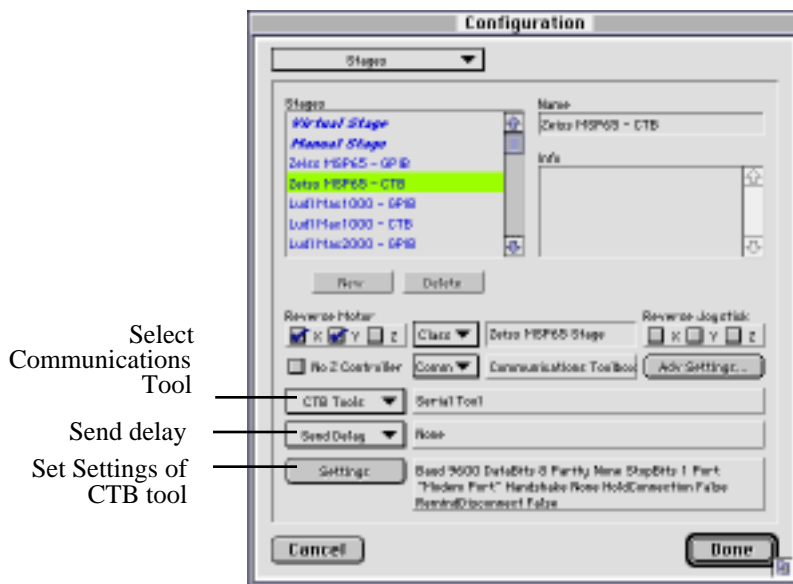 Configuration
Stages
Stages
Name
Virtual Stage
Zeiss MSP65 - CTB
Manual Stage
Info
Zeiss MSP65 - GPIB
Zeiss MSP65 - CTB
Ludl Mac1000 - GPIB
Ludl Mac1000 - CTB
Ludl Mac2000 - GPIB
New Delete
Reverse Motor
Reverse Joystick
X Y Z Class Zeiss MSP65 Stage X Y Z
No Z Controller Comm Communications Toolbox Adv Settings...
Select
Communications
Tool
CTB Tools Serial Tool
Send delay
Send Delay None
Set Settings of
CTB tool
Settings
Baud 9600 DataBits 8 Parity None StopBits 1 Port
"Modem Port" Handshake None HoldConnection False
RemindDisconnect False
Cancel Done